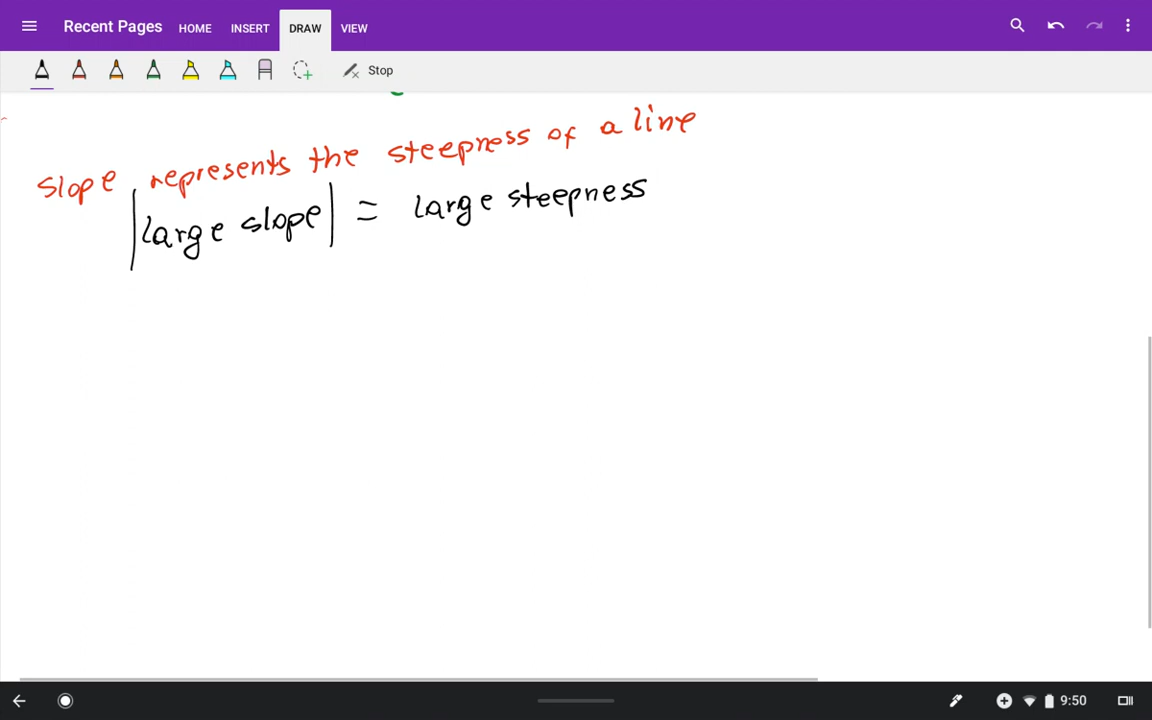 Recent Pages HOME INSERT DRAW VIEW
Stop
slope represents the steepness of a line
|large slope| = large steepness
9:50